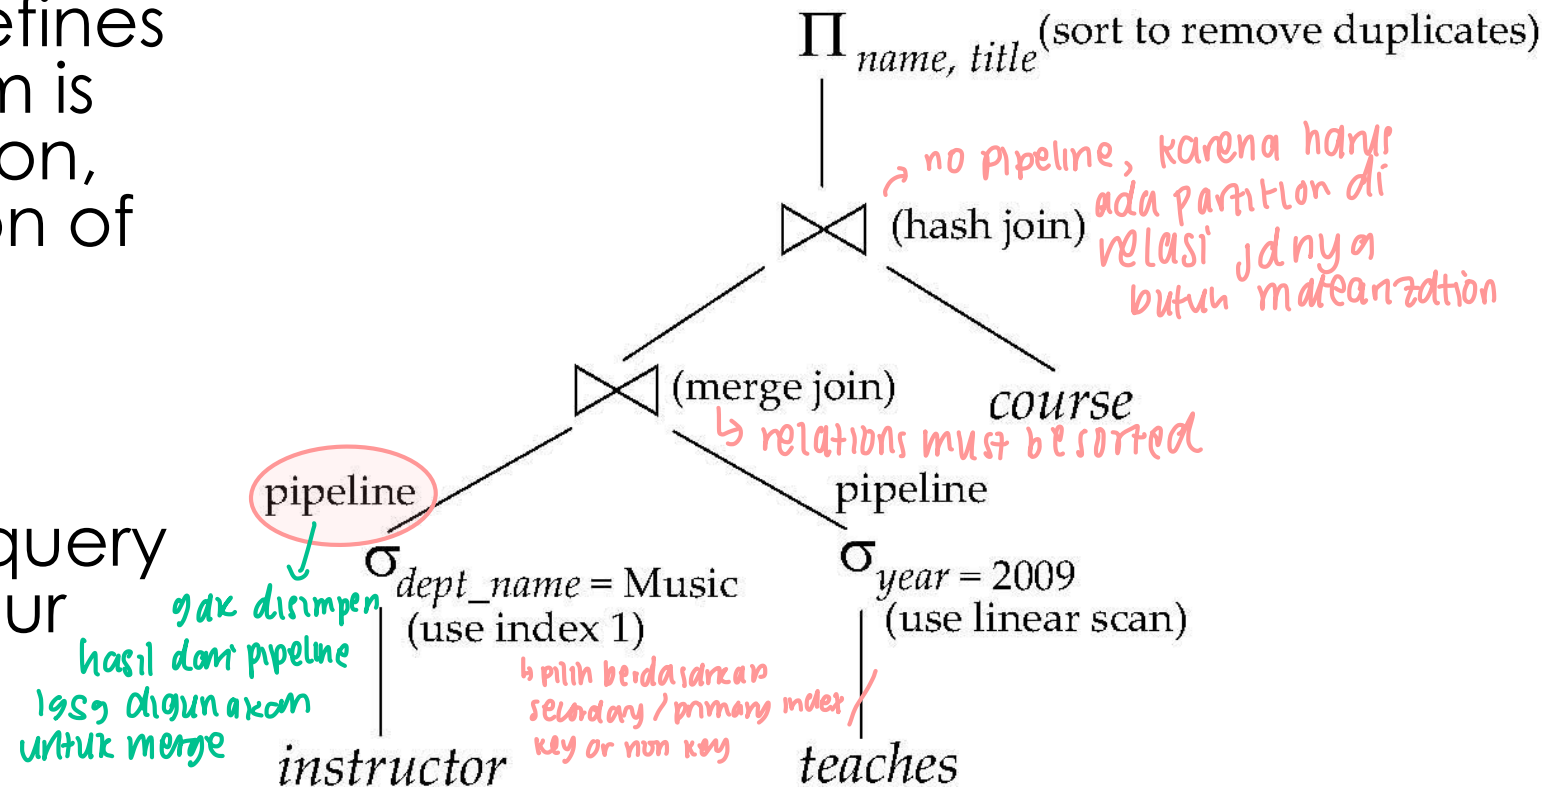 efines
m is
on,
on of
query
ur
Π name, title (sort to remove duplicates)
no pipeline, karena harus
ada partition di
relasi jdnya
butuh
(hash join)
(merge join)
relations must be sorted
course
pipeline
pipeline
σ dept_name = Music
(use index 1)
σ year = 2009
(use linear scan)
gak disimpen
hasil dari pipeline
lgsg digunakan
untuk merge
pilih berdasarkan
secondary / primary index /
key or non key
instructor
teaches